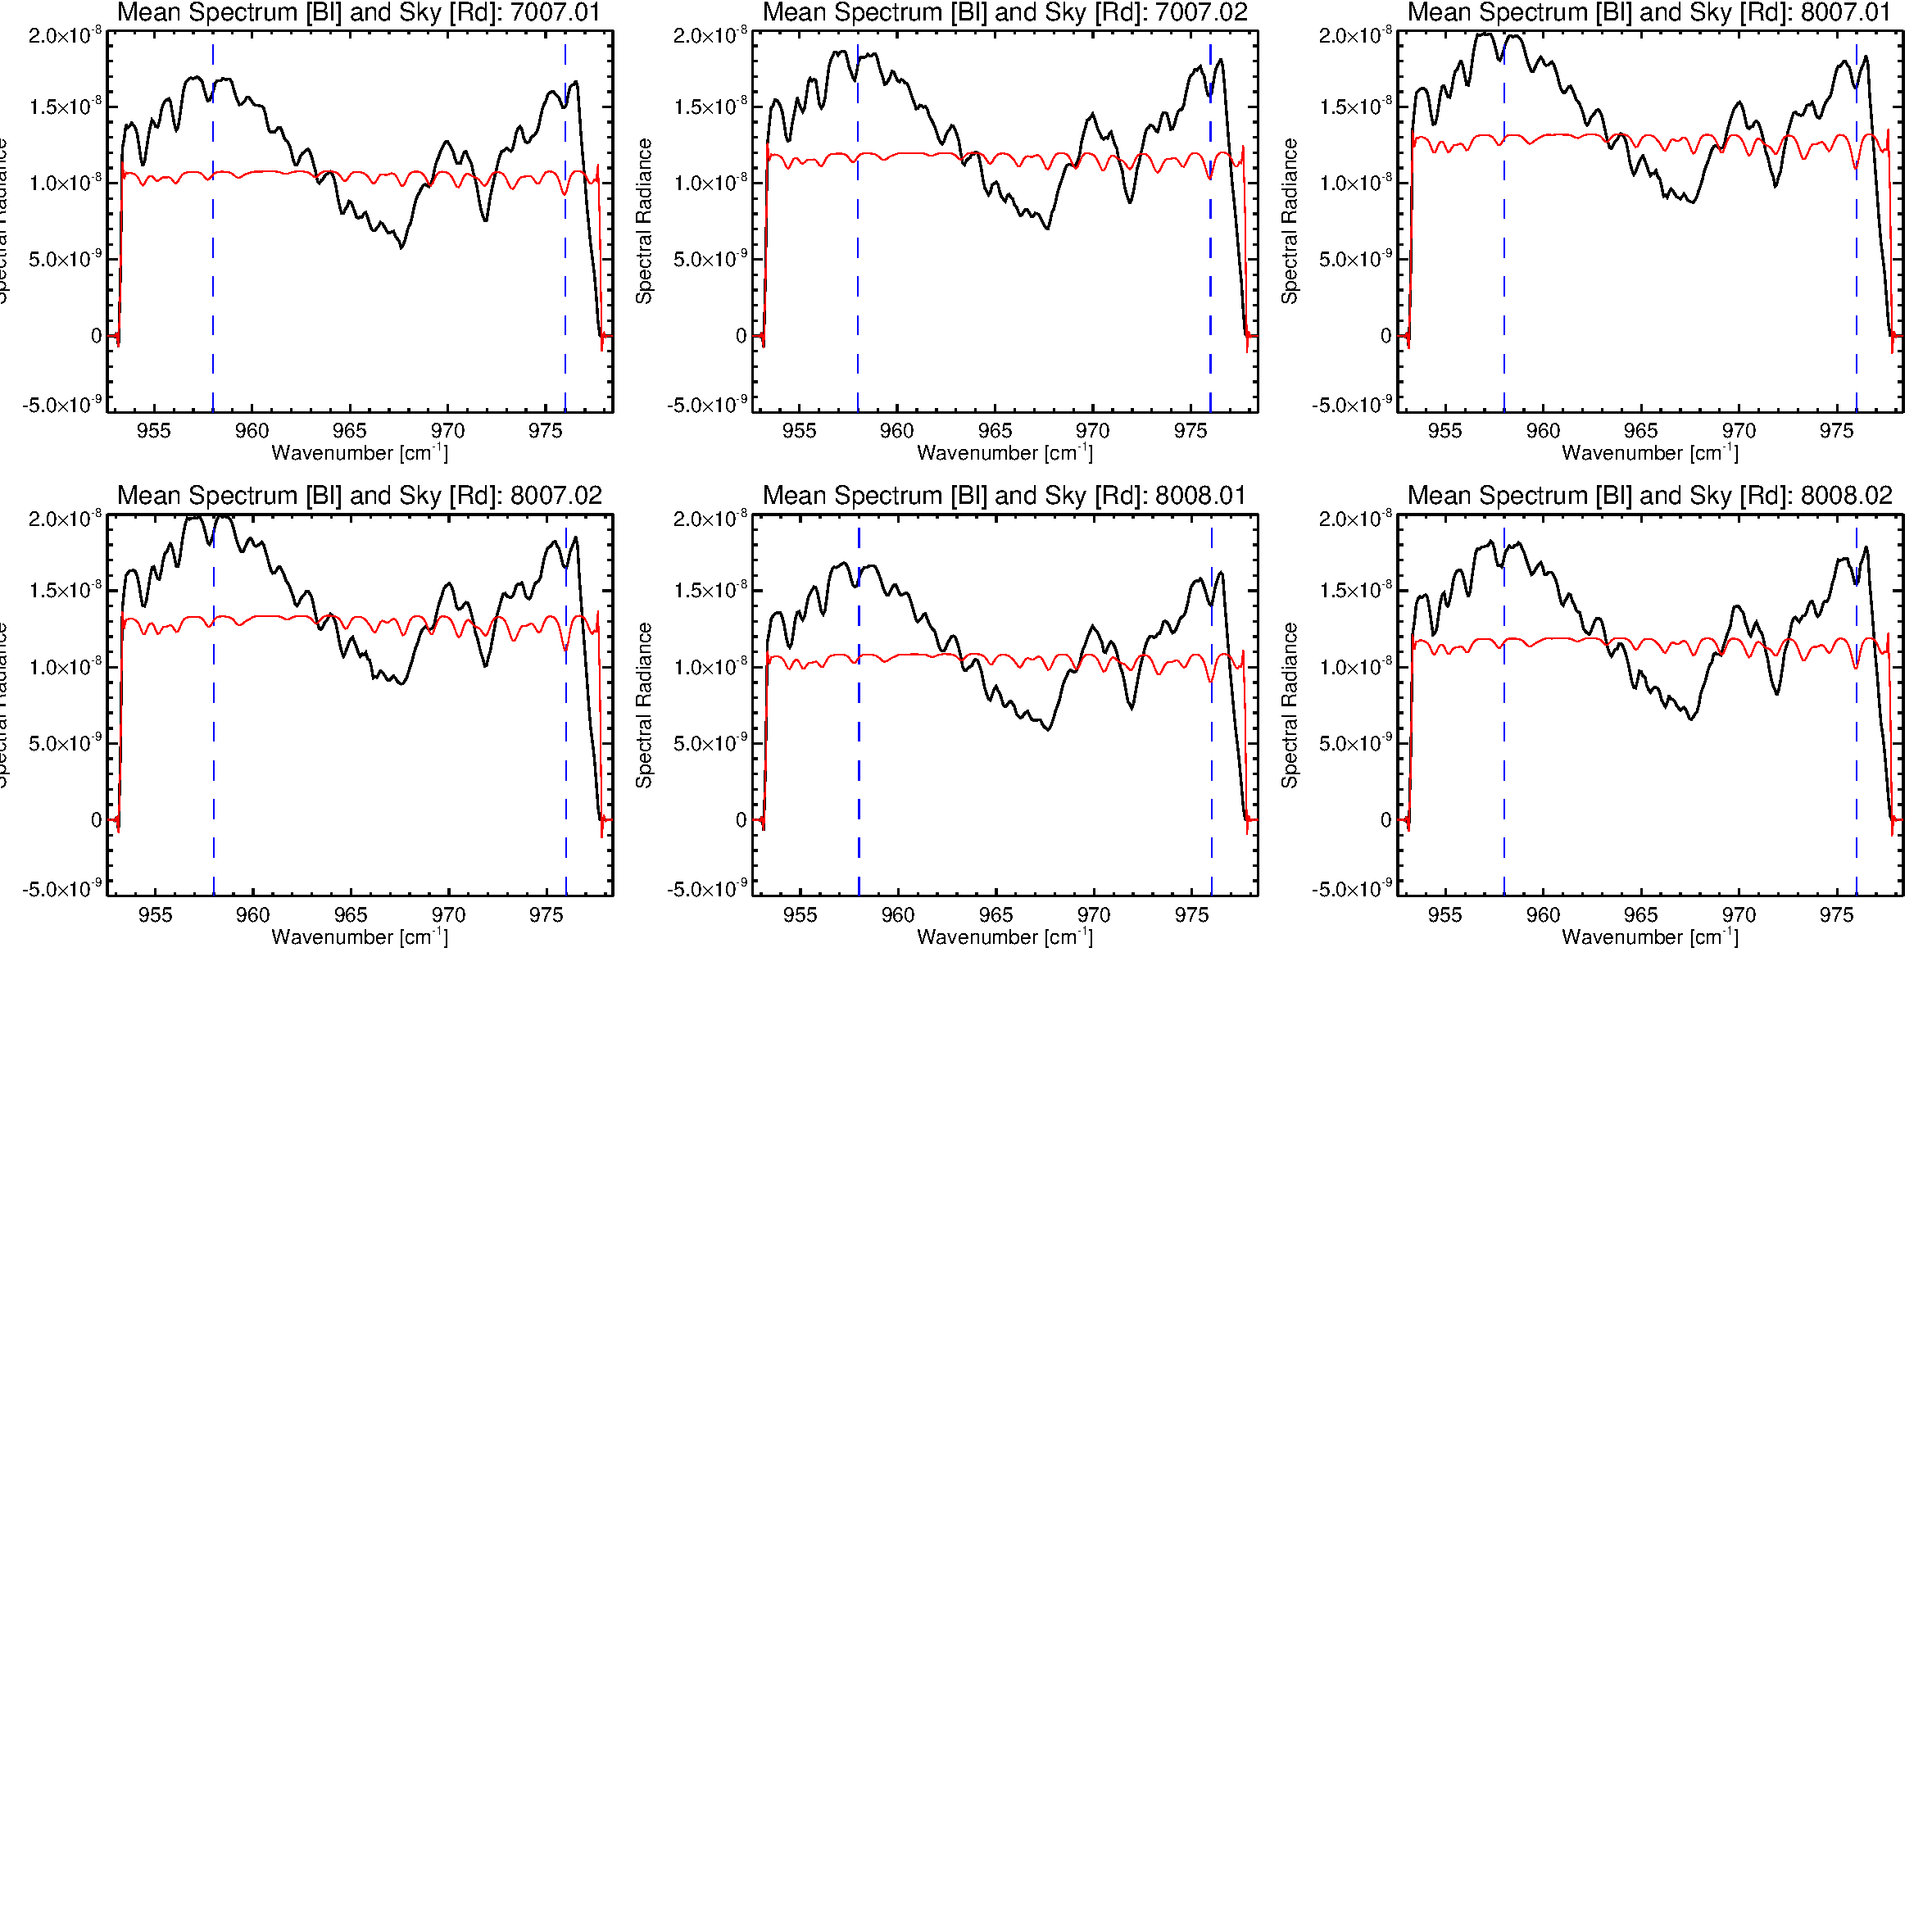 Mean Spectrum [Bl] and Sky [Rd]: 7007.01
2.0×10⁻⁸
1.5×10⁻⁸
1.0×10⁻⁸
5.0×10⁻⁹
0
-5.0×10⁻⁹
Spectral Radiance
955 960 965 970 975
Wavenumber [cm⁻¹]
Mean Spectrum [Bl] and Sky [Rd]: 7007.02
2.0×10⁻⁸
1.5×10⁻⁸
1.0×10⁻⁸
5.0×10⁻⁹
0
-5.0×10⁻⁹
Spectral Radiance
955 960 965 970 975
Wavenumber [cm⁻¹]
Mean Spectrum [Bl] and Sky [Rd]: 8007.01
2.0×10⁻⁸
1.5×10⁻⁸
1.0×10⁻⁸
5.0×10⁻⁹
0
-5.0×10⁻⁹
Spectral Radiance
955 960 965 970 975
Wavenumber [cm⁻¹]
Mean Spectrum [Bl] and Sky [Rd]: 8007.02
2.0×10⁻⁸
1.5×10⁻⁸
1.0×10⁻⁸
5.0×10⁻⁹
0
-5.0×10⁻⁹
Spectral Radiance
955 960 965 970 975
Wavenumber [cm⁻¹]
Mean Spectrum [Bl] and Sky [Rd]: 8008.01
2.0×10⁻⁸
1.5×10⁻⁸
1.0×10⁻⁸
5.0×10⁻⁹
0
-5.0×10⁻⁹
Spectral Radiance
955 960 965 970 975
Wavenumber [cm⁻¹]
Mean Spectrum [Bl] and Sky [Rd]: 8008.02
2.0×10⁻⁸
1.5×10⁻⁸
1.0×10⁻⁸
5.0×10⁻⁹
0
-5.0×10⁻⁹
Spectral Radiance
955 960 965 970 975
Wavenumber [cm⁻¹]